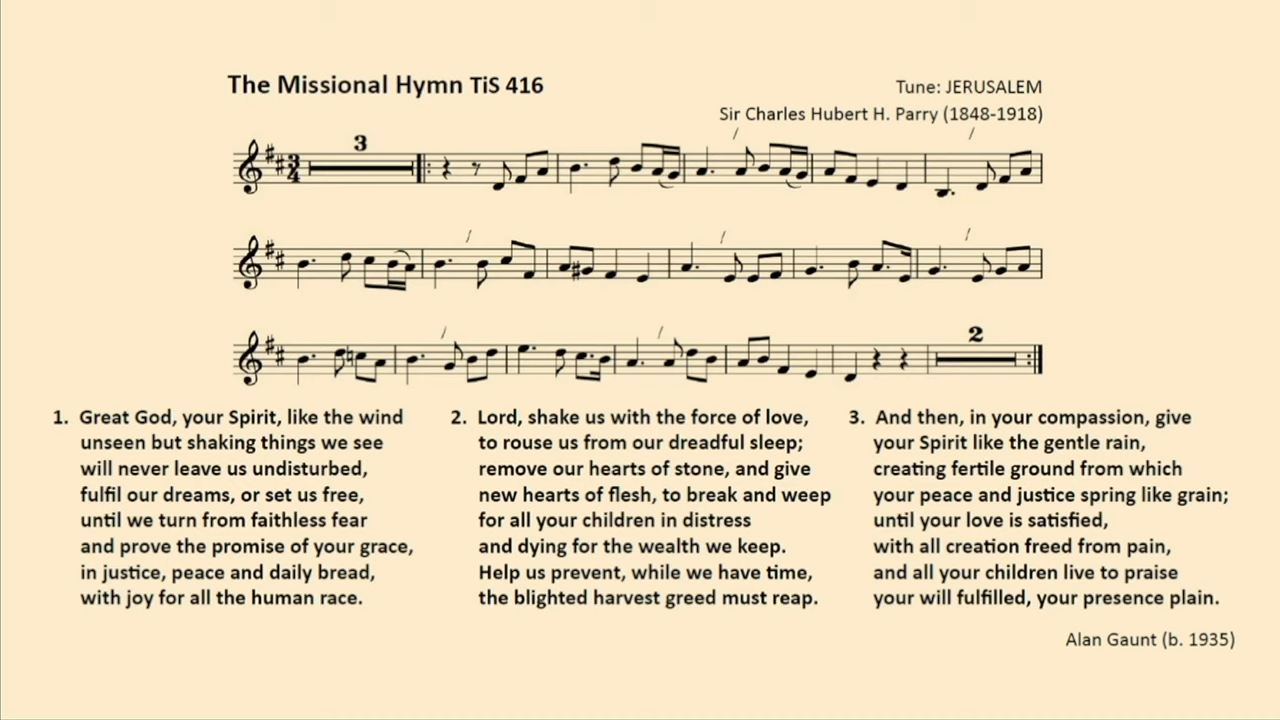 The Missional Hymn TiS 416
Tune: JERUSALEM
Sir Charles Hubert H. Parry (1848-1918)
3
2
1. Great God, your Spirit, like the wind
unseen but shaking things we see
will never leave us undisturbed,
fulfil our dreams, or set us free,
until we turn from faithless fear
and prove the promise of your grace,
in justice, peace and daily bread,
with joy for all the human race.
2. Lord, shake us with the force of love,
to rouse us from our dreadful sleep;
remove our hearts of stone, and give
new hearts of flesh, to break and weep
for all your children in distress
and dying for the wealth we keep.
Help us prevent, while we have time,
the blighted harvest greed must reap.
3. And then, in your compassion, give
your Spirit like the gentle rain,
creating fertile ground from which
your peace and justice spring like grain;
until your love is satisfied,
with all creation freed from pain,
and all your children live to praise
your will fulfilled, your presence plain.
Alan Gaunt (b. 1935)